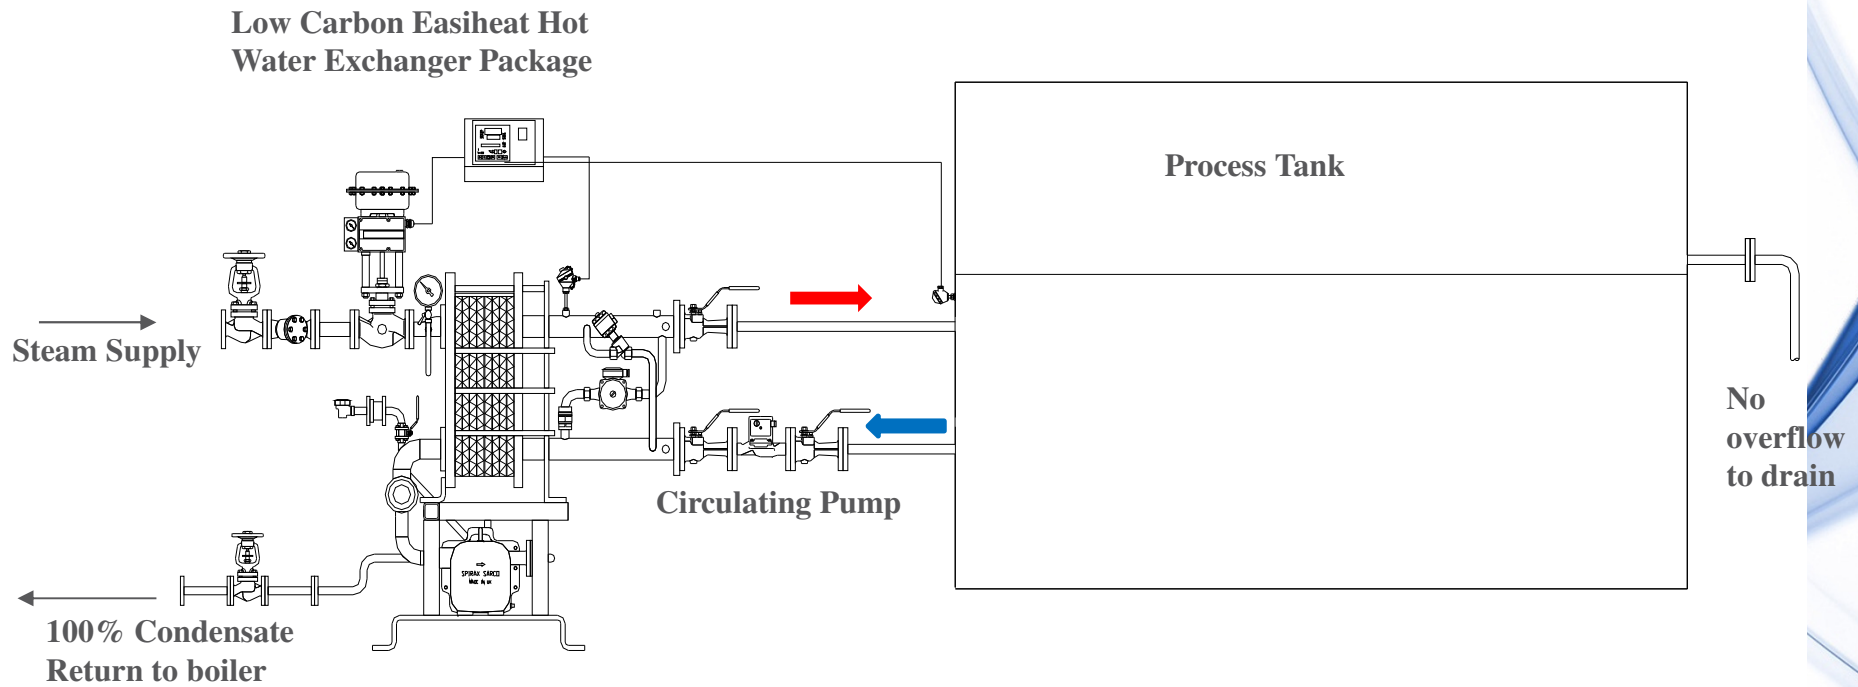 Low Carbon Easiheat Hot
Water Exchanger Package
Process Tank
Steam Supply
No
overflow
to drain
Circulating Pump
SPIRAX SARCO
100% Condensate
Return to boiler